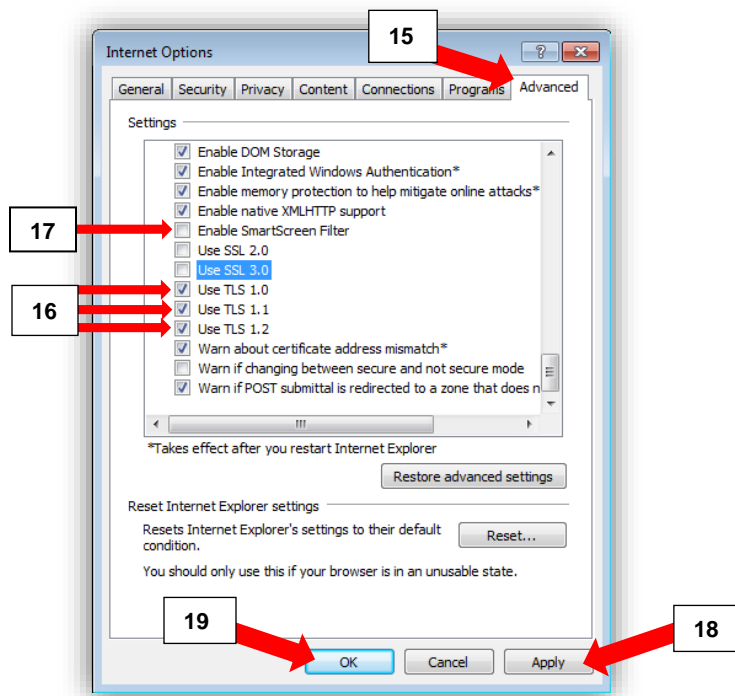 15
Internet Options
General Security Privacy Content Connections Programs Advanced
Settings
Enable DOM Storage
Enable Integrated Windows Authentication*
Enable memory protection to help mitigate online attacks*
Enable native XMLHTTP support
17
Enable SmartScreen Filter
Use SSL 2.0
Use SSL 3.0
Use TLS 1.0
16
Use TLS 1.1
Use TLS 1.2
Warn about certificate address mismatch*
Warn if changing between secure and not secure mode
Warn if POST submittal is redirected to a zone that does n
*Takes effect after you restart Internet Explorer
Restore advanced settings
Reset Internet Explorer settings
Resets Internet Explorer's settings to their default
condition.
Reset...
You should only use this if your browser is in an unusable state.
19
18
OK Cancel Apply